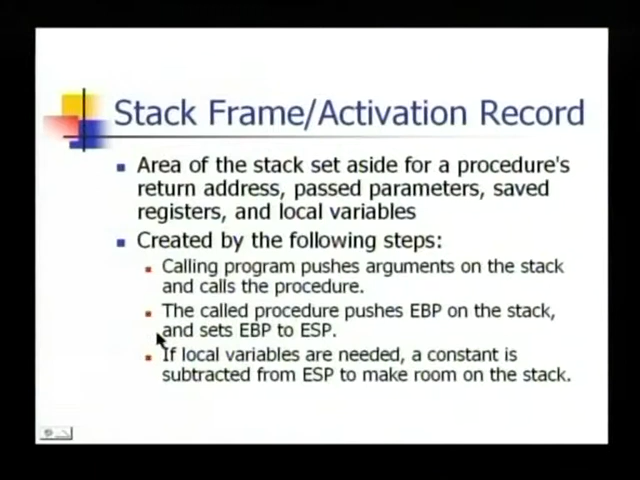 Stack Frame/Activation Record
Area of the stack set aside for a procedure's
return address, passed parameters, saved
registers, and local variables
Created by the following steps:
Calling program pushes arguments on the stack
and calls the procedure.
The called procedure pushes EBP on the stack,
and sets EBP to ESP.
If local variables are needed, a constant is
subtracted from ESP to make room on the stack.